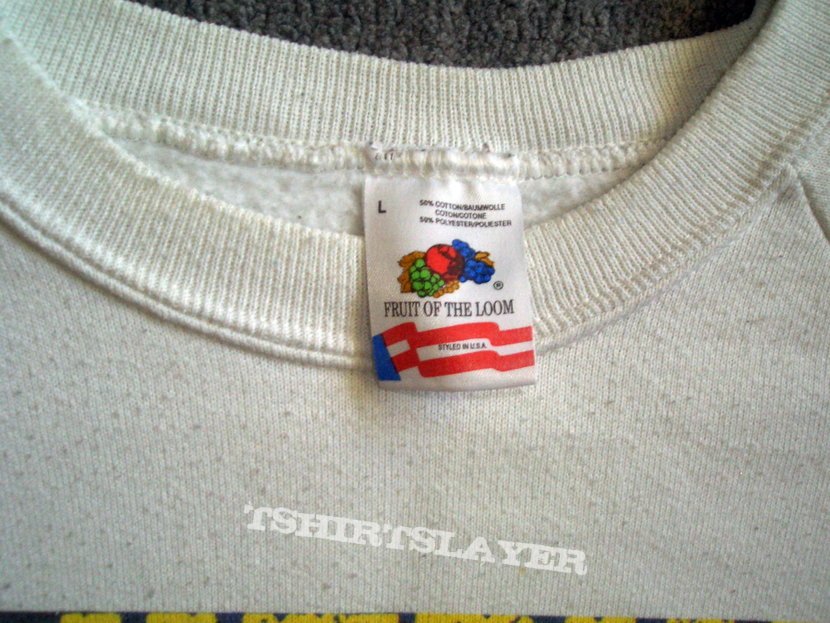 L
50% COTTON/BAUMWOLLE
COTON/COTONE
50% POLYESTER/POLIESTER
®
FRUIT OF THE LOOM
STYLED IN U.S.A.
TSHIRTSLAYER